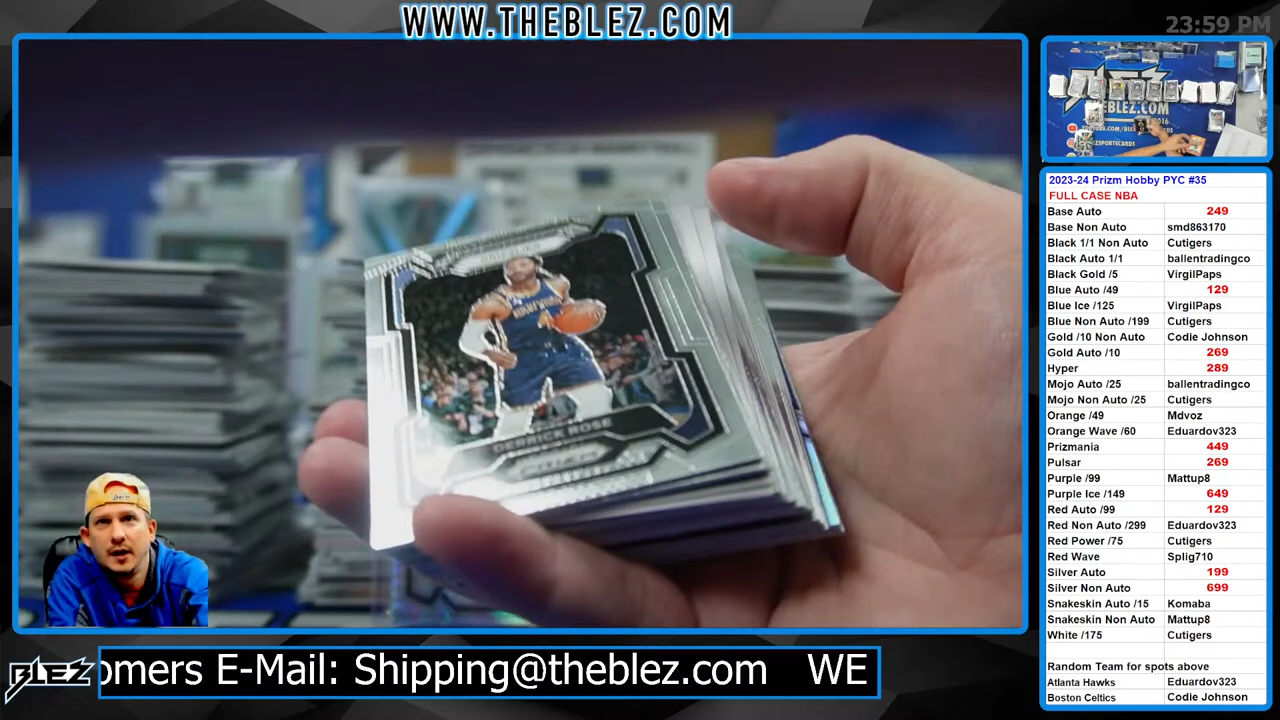 WWW.THEBLEZ.COM
23:59 PM
THEBLEZ.COM
2023-24 Prizm Hobby PYC #35
FULL CASE NBA
Base Auto 249
Base Non Auto smd863170
Black 1/1 Non Auto Cutigers
Black Auto 1/1 ballentradingco
Black Gold /5 VirgilPaps
Blue Auto /49 129
Blue Ice /125 VirgilPaps
Blue Non Auto /199 Cutigers
Gold /10 Non Auto Codie Johnson
Gold Auto /10 269
Hyper 289
Mojo Auto /25 ballentradingco
Mojo Non Auto /25 Cutigers
Orange /49 Mdvoz
Orange Wave /60 Eduardov323
Prizmania 449
Pulsar 269
Purple /99 Mattup8
Purple Ice /149 649
Red Auto /99 129
Red Non Auto /299 Eduardov323
Red Power /75 Cutigers
Red Wave Splig710
Silver Auto 199
Silver Non Auto 699
Snakeskin Auto /15 Komaba
Snakeskin Non Auto Mattup8
White /175 Cutigers
Random Team for spots above
Atlanta Hawks Eduardov323
Boston Celtics Codie Johnson
DERRICK ROSE
BLEZ
omers E-Mail: Shipping@theblez.com WE